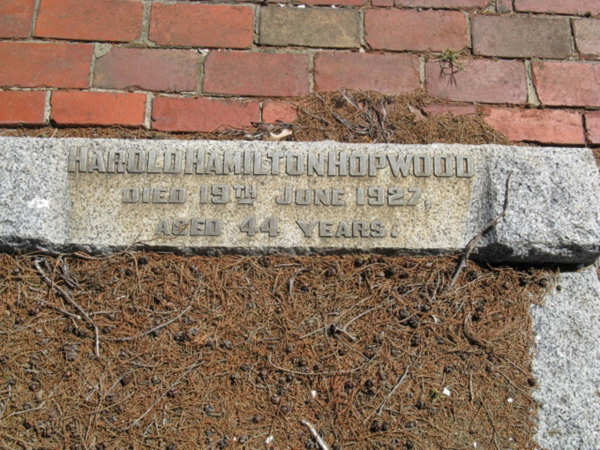 HAROLD HAMILTON HOPWOOD
DIED 19TH JUNE 1927,
AGED 44 YEARS.